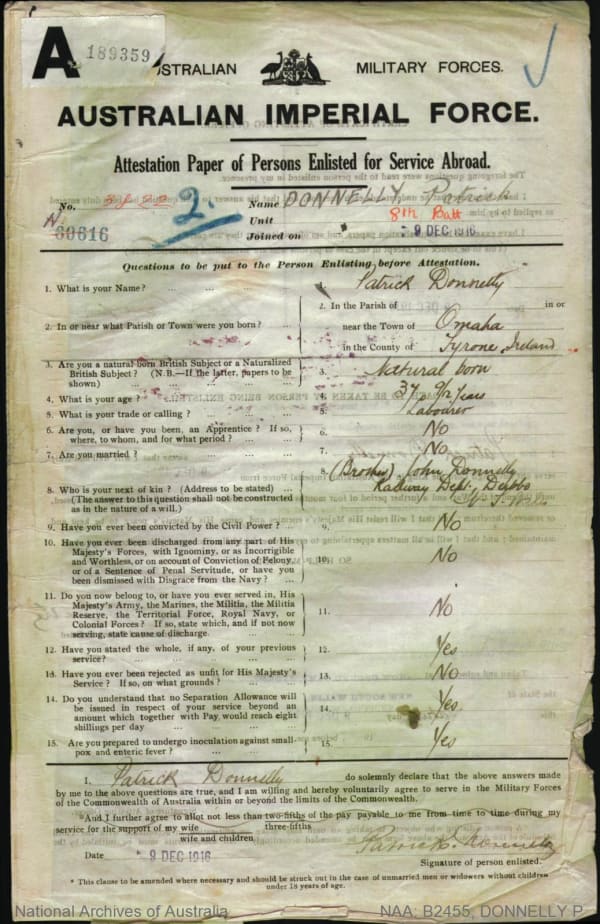 A 189359
STRALIAN MILITARY FORCES.
AUSTRALIAN IMPERIAL FORCE.
Attestation Paper of Persons Enlisted for Service Abroad.
No. 2. Name DONNELLY Patrick
N 60616 Unit 8th Batt
Joined on 9 DEC 1916
Questions to be put to the Person Enlisting before Attestation.
1. What is your Name? ... 1. Patrick Donnelly
2. In or near what Parish or Town were you born? ... 2. In the Parish of in or
near the Town of Omaha
in the County of Tyrone, Ireland
3. Are you a natural born British Subject or a Naturalized
British Subject? (N.B.—If the latter, papers to be
shown) ... 3. Natural born
4. What is your age? ... 4. 37 9/12 years
5. What is your trade or calling? ... 5. Labourer
6. Are you, or have you been, an Apprentice? If so,
where, to whom, and for what period? ... 6. No
7. Are you married? ... 7. No
8. Who is your next of kin? (Address to be stated) ...
(The answer to this question shall not be constructed
as in the nature of a will.) 8. (Brother) John Donnelly
Railway Dept, Dubbo
9. Have you ever been convicted by the Civil Power? ... 9. No
10. Have you ever been discharged from any part of His
Majesty's Forces, with Ignominy, or as Incorrigible
and Worthless, or on account of Conviction of Felony,
or of a Sentence of Penal Servitude, or have you
been dismissed with Disgrace from the Navy? ... 10. No
11. Do you now belong to, or have you ever served in, His
Majesty's Army, the Marines, the Militia, the Militia
Reserve, the Territorial Force, Royal Navy, or
Colonial Forces? If so, state which, and if not now
serving, state cause of discharge 11. No
12. Have you stated the whole, if any, of your previous
service? ... 12. Yes
13. Have you ever been rejected as unfit for His Majesty's
Service? If so, on what grounds? ... 13. No
14. Do you understand that no Separation Allowance will
be issued in respect of your service beyond an
amount which together with Pay would reach eight
shillings per day ... 14. Yes.
15. Are you prepared to undergo inoculation against small-
pox and enteric fever? ... 15. Yes
I, Patrick Donnelly do solemnly declare that the above answers made
by me to the above questions are true, and I am willing and hereby voluntarily agree to serve in the Military Forces
of the Commonwealth of Australia within or beyond the limits of the Commonwealth.
*And I further agree to allot not less than two-fifths of the pay payable to me from time to time during my
three-fifths
service for the support of my wife
wife and children
Date 9 DEC 1916 Patrick Donnelly
Signature of person enlisted.
* This clause to be amended where necessary and should be struck out in the case of unmarried men or widowers without children
under 18 years of age.
National Archives of Australia NAA: B2455, DONNELLY P